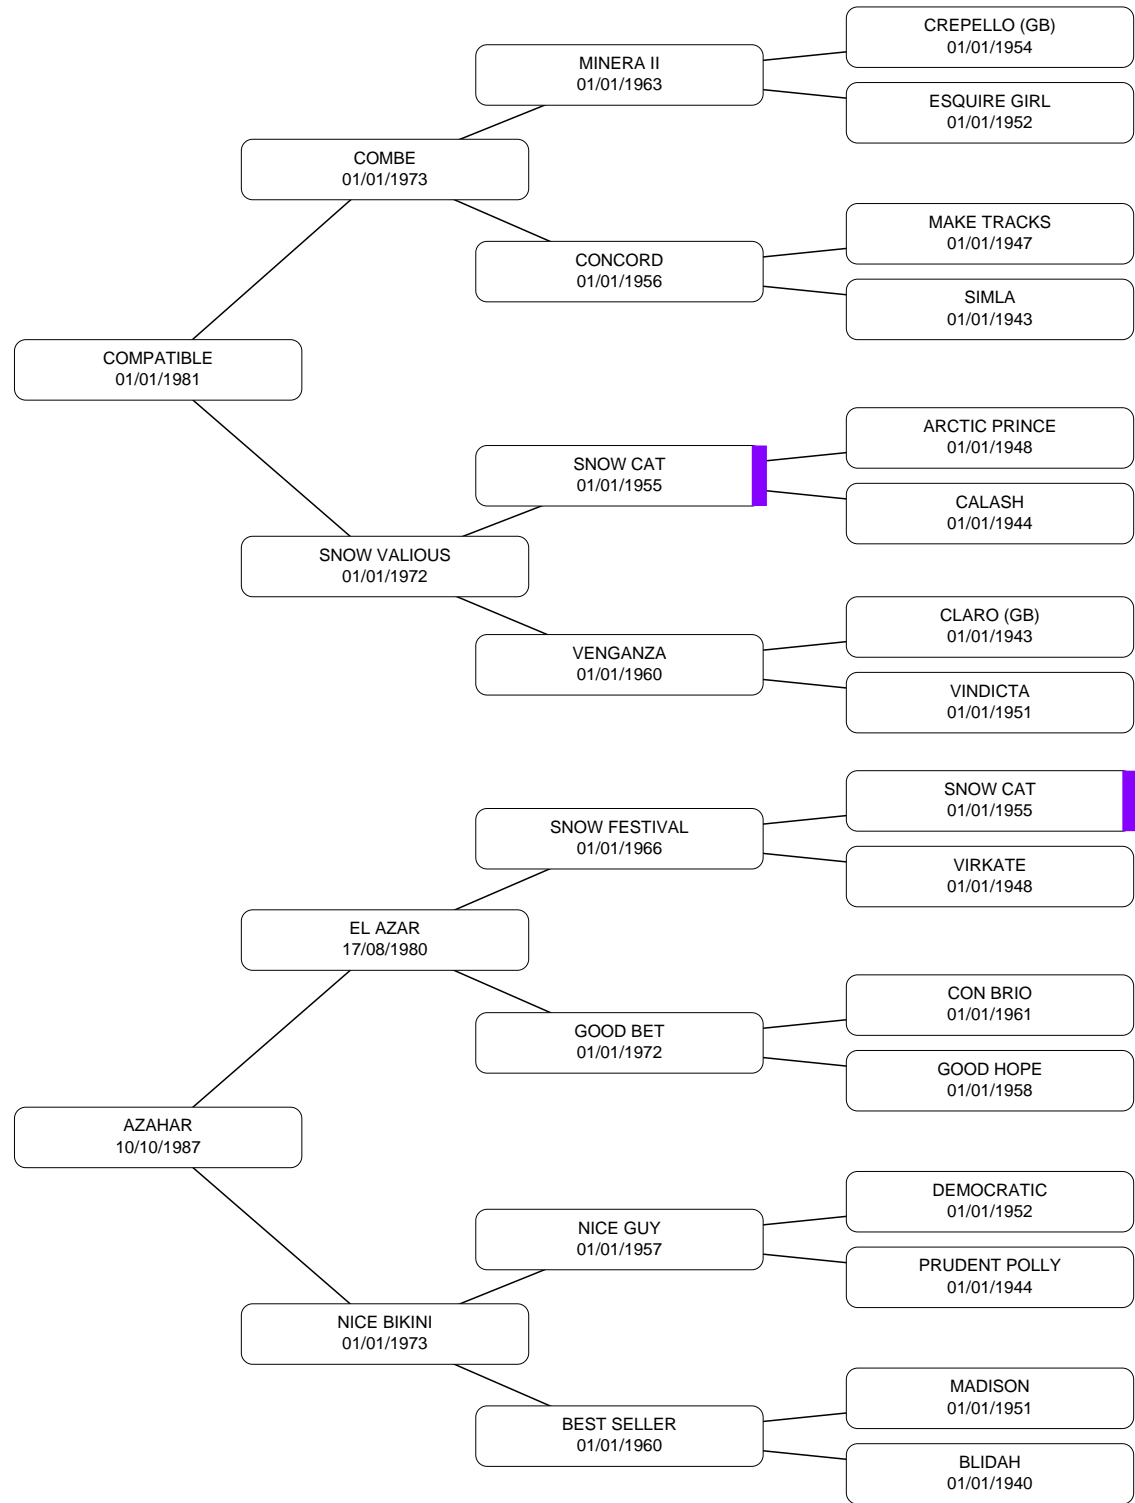 CREPELLO (GB)
01/01/1954
MINERA II
01/01/1963
ESQUIRE GIRL
01/01/1952
COMBE
01/01/1973
MAKE TRACKS
01/01/1947
CONCORD
01/01/1956
SIMLA
01/01/1943
COMPATIBLE
01/01/1981
ARCTIC PRINCE
01/01/1948
SNOW CAT
01/01/1955
CALASH
01/01/1944
SNOW VALIOUS
01/01/1972
CLARO (GB)
01/01/1943
VENGANZA
01/01/1960
VINDICTA
01/01/1951
SNOW CAT
01/01/1955
SNOW FESTIVAL
01/01/1966
VIRKATE
01/01/1948
EL AZAR
17/08/1980
CON BRIO
01/01/1961
GOOD BET
01/01/1972
GOOD HOPE
01/01/1958
AZAHAR
10/10/1987
DEMOCRATIC
01/01/1952
NICE GUY
01/01/1957
PRUDENT POLLY
01/01/1944
NICE BIKINI
01/01/1973
MADISON
01/01/1951
BEST SELLER
01/01/1960
BLIDAH
01/01/1940